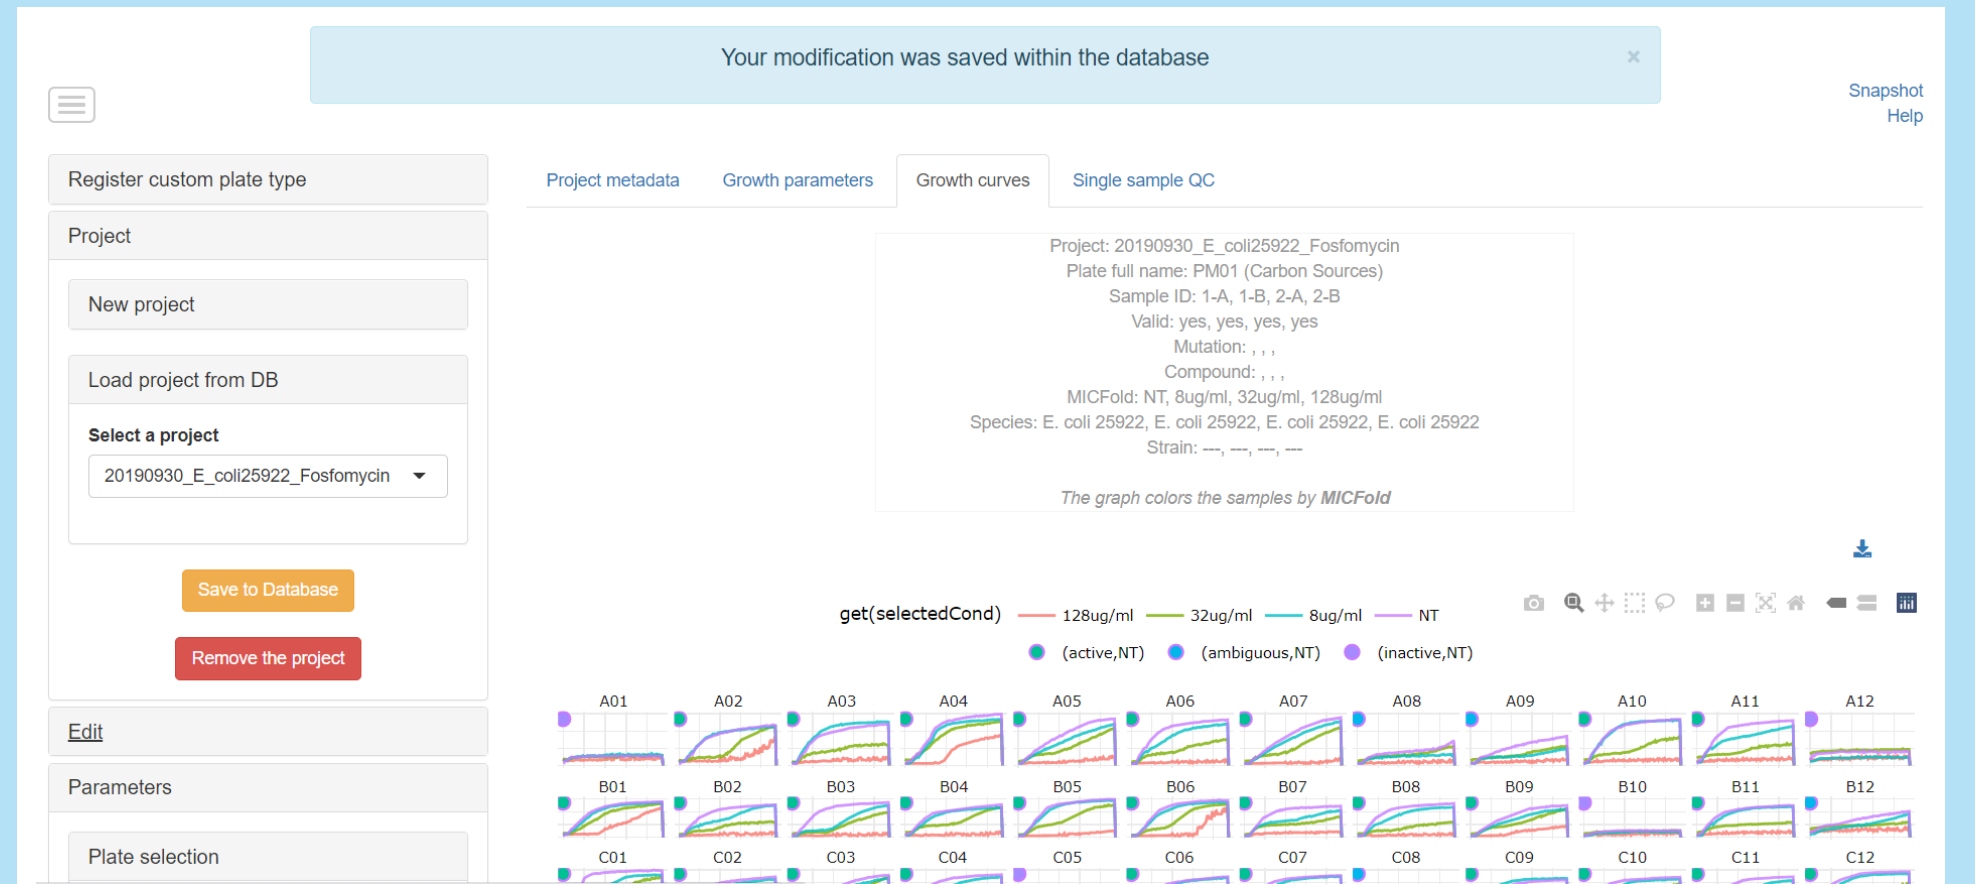 Your modification was saved within the database ×
Snapshot
Help
Register custom plate type
Project
New project
Load project from DB
Select a project
20190930_E_coli25922_Fosfomycin
Save to Database
Remove the project
Edit
Parameters
Plate selection
Project metadata Growth parameters Growth curves Single sample QC
Project: 20190930_E_coli25922_Fosfomycin
Plate full name: PM01 (Carbon Sources)
Sample ID: 1-A, 1-B, 2-A, 2-B
Valid: yes, yes, yes, yes
Mutation: , , ,
Compound: , , ,
MICFold: NT, 8ug/ml, 32ug/ml, 128ug/ml
Species: E. coli 25922, E. coli 25922, E. coli 25922, E. coli 25922
Strain: ---, ---, ---, ---
The graph colors the samples by MICFold
get(selectedCond) 128ug/ml 32ug/ml 8ug/ml NT
(active,NT) (ambiguous,NT) (inactive,NT)
A01 A02 A03 A04 A05 A06 A07 A08 A09 A10 A11 A12
B01 B02 B03 B04 B05 B06 B07 B08 B09 B10 B11 B12
C01 C02 C03 C04 C05 C06 C07 C08 C09 C10 C11 C12